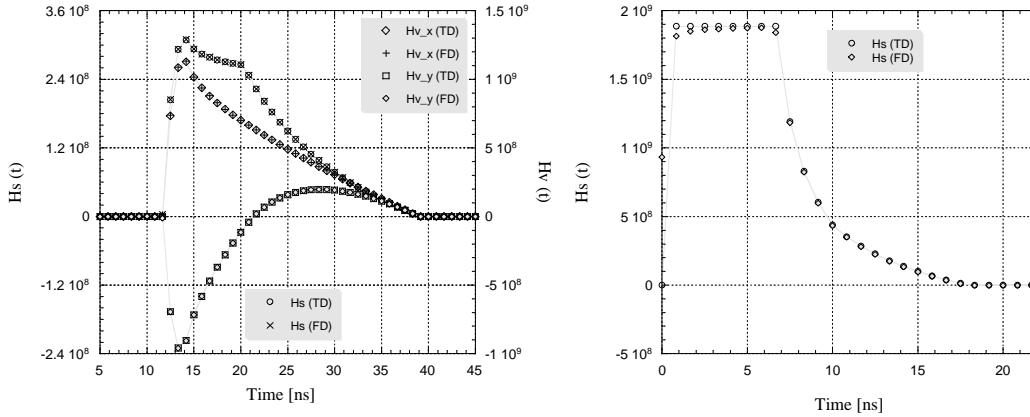 3.6 10⁸
2.4 10⁸
1.2 10⁸
0
-1.2 10⁸
-2.4 10⁸
Hs (t)
5 10 15 20 25 30 35 40 45
Time [ns]
1.5 10⁹
1 10⁹
5 10⁸
0
-5 10⁸
-1 10⁹
Hv (t)
Hv_x (TD)
Hv_x (FD)
Hv_y (TD)
Hv_y (FD)
Hs (TD)
Hs (FD)
2 10⁹
1.5 10⁹
1 10⁹
5 10⁸
0
-5 10⁸
Hs (t)
0 5 10 15 20
Time [ns]
Hs (TD)
Hs (FD)